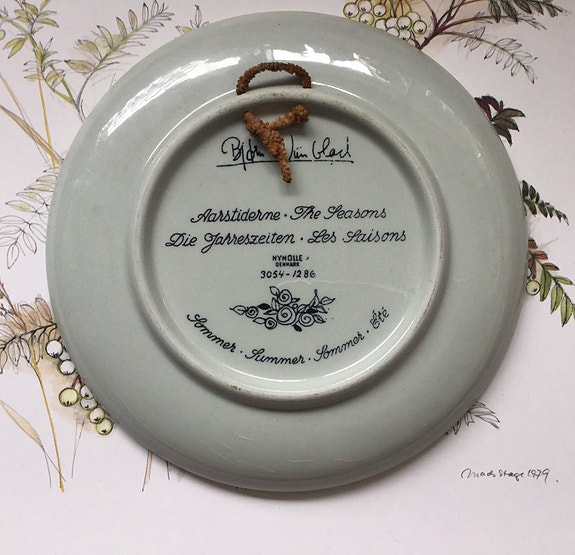 Bjørn Wiinblad
Aarstiderne · The Seasons
Die Jahreszeiten · Les Saisons
NYMØLLE
DENMARK
3054-1286
Sommer · Summer · Sommer · Été
Mads Stage 1979.